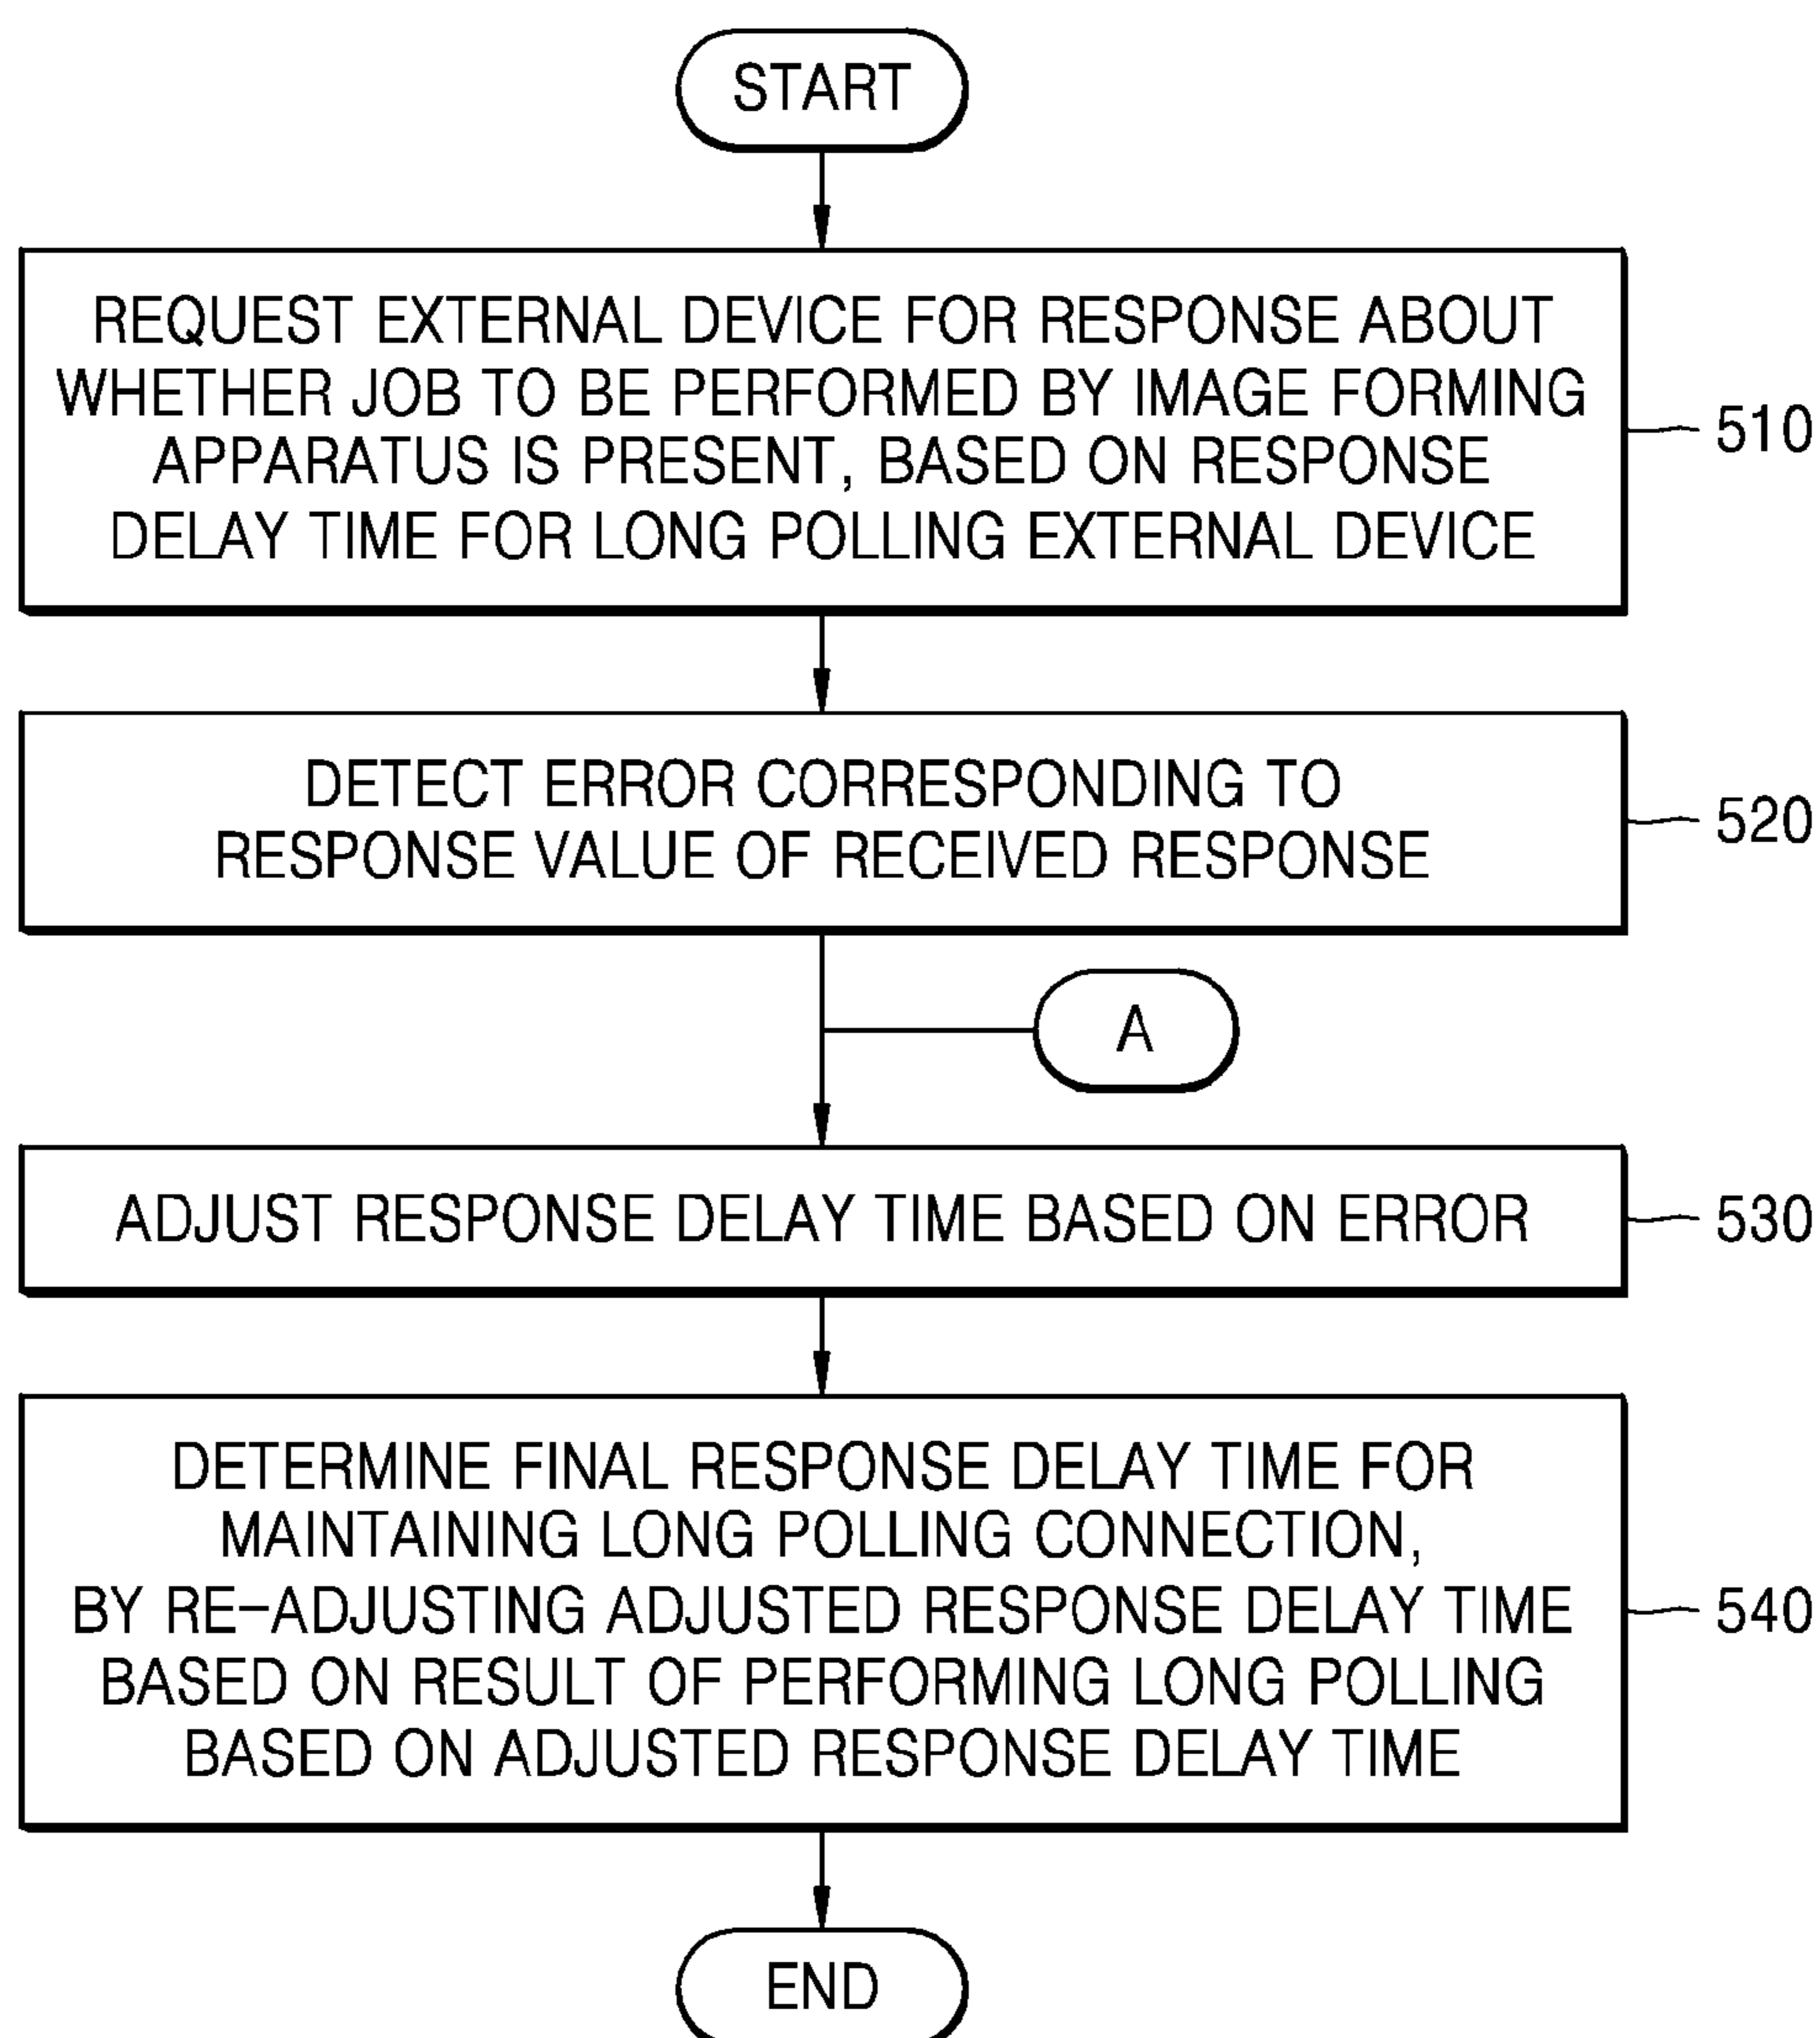 START
REQUEST EXTERNAL DEVICE FOR RESPONSE ABOUT
WHETHER JOB TO BE PERFORMED BY IMAGE FORMING
APPARATUS IS PRESENT, BASED ON RESPONSE
DELAY TIME FOR LONG POLLING EXTERNAL DEVICE
510
DETECT ERROR CORRESPONDING TO
RESPONSE VALUE OF RECEIVED RESPONSE
520
A
ADJUST RESPONSE DELAY TIME BASED ON ERROR
530
DETERMINE FINAL RESPONSE DELAY TIME FOR
MAINTAINING LONG POLLING CONNECTION,
BY RE-ADJUSTING ADJUSTED RESPONSE DELAY TIME
BASED ON RESULT OF PERFORMING LONG POLLING
BASED ON ADJUSTED RESPONSE DELAY TIME
540
END